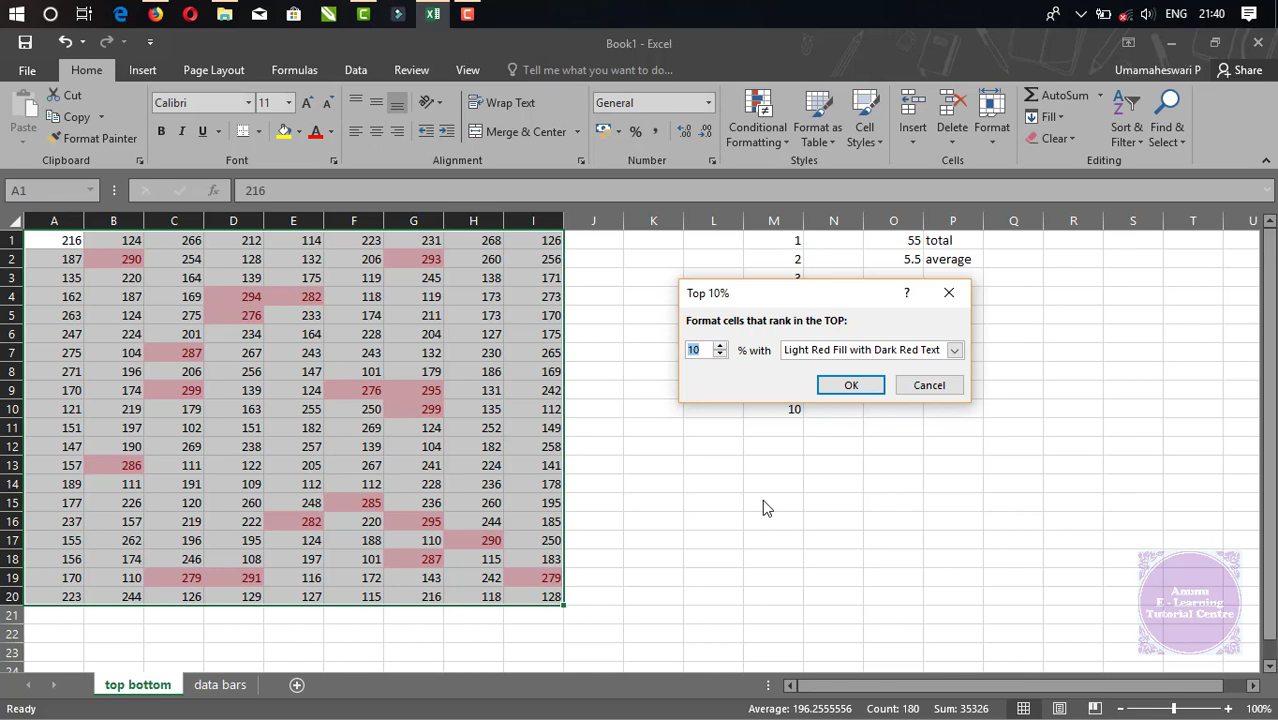 ENG 21:40
Book1 - Excel
File Home Insert Page Layout Formulas Data Review View Tell me what you want to do... Umamaheswari P Share
Cut
Copy
Format Painter
Paste
Calibri 11
B I U A
Wrap Text
Merge & Center
General
%
Conditional Formatting
Format as Table
Cell Styles
Insert Delete Format
AutoSum
Fill
Clear
Sort & Filter
Find & Select
Clipboard Font Alignment Number Styles Cells Editing
A1 fx 216
A B C D E F G H I J K L M N O P Q R S T U
1 216 124 266 212 114 223 231 268 126 1 55 total
2 187 290 254 128 132 206 293 260 256 2 5.5 average
3 135 220 164 139 175 119 245 138 171
4 162 187 169 294 282 118 119 173 273
5 263 124 275 276 233 174 211 173 170
6 247 224 201 234 164 228 204 127 175
7 275 104 287 267 243 243 132 230 105
8 271 196 206 256 147 101 179 186 169
9 170 174 299 139 124 276 295 131 242
10 121 219 179 163 255 250 299 135 112 10
11 151 197 102 151 182 269 124 252 149
12 147 190 269 238 257 139 104 182 258
13 157 286 111 122 205 267 241 224 141
14 189 111 191 109 112 112 228 236 178
15 177 226 120 260 248 285 236 260 195
16 237 157 219 222 282 220 295 244 185
17 155 262 196 195 124 188 110 290 250
18 156 174 246 108 197 101 287 115 183
19 170 110 279 291 116 172 143 242 279
20 223 244 126 129 127 115 216 118 128
21
22
23
Top 10% ?
Format cells that rank in the TOP:
10 % with Light Red Fill with Dark Red Text
OK Cancel
Anumu
E - Learning
Tutorial Centre
top bottom data bars
Ready Average: 196.2555556 Count: 180 Sum: 35326 100%